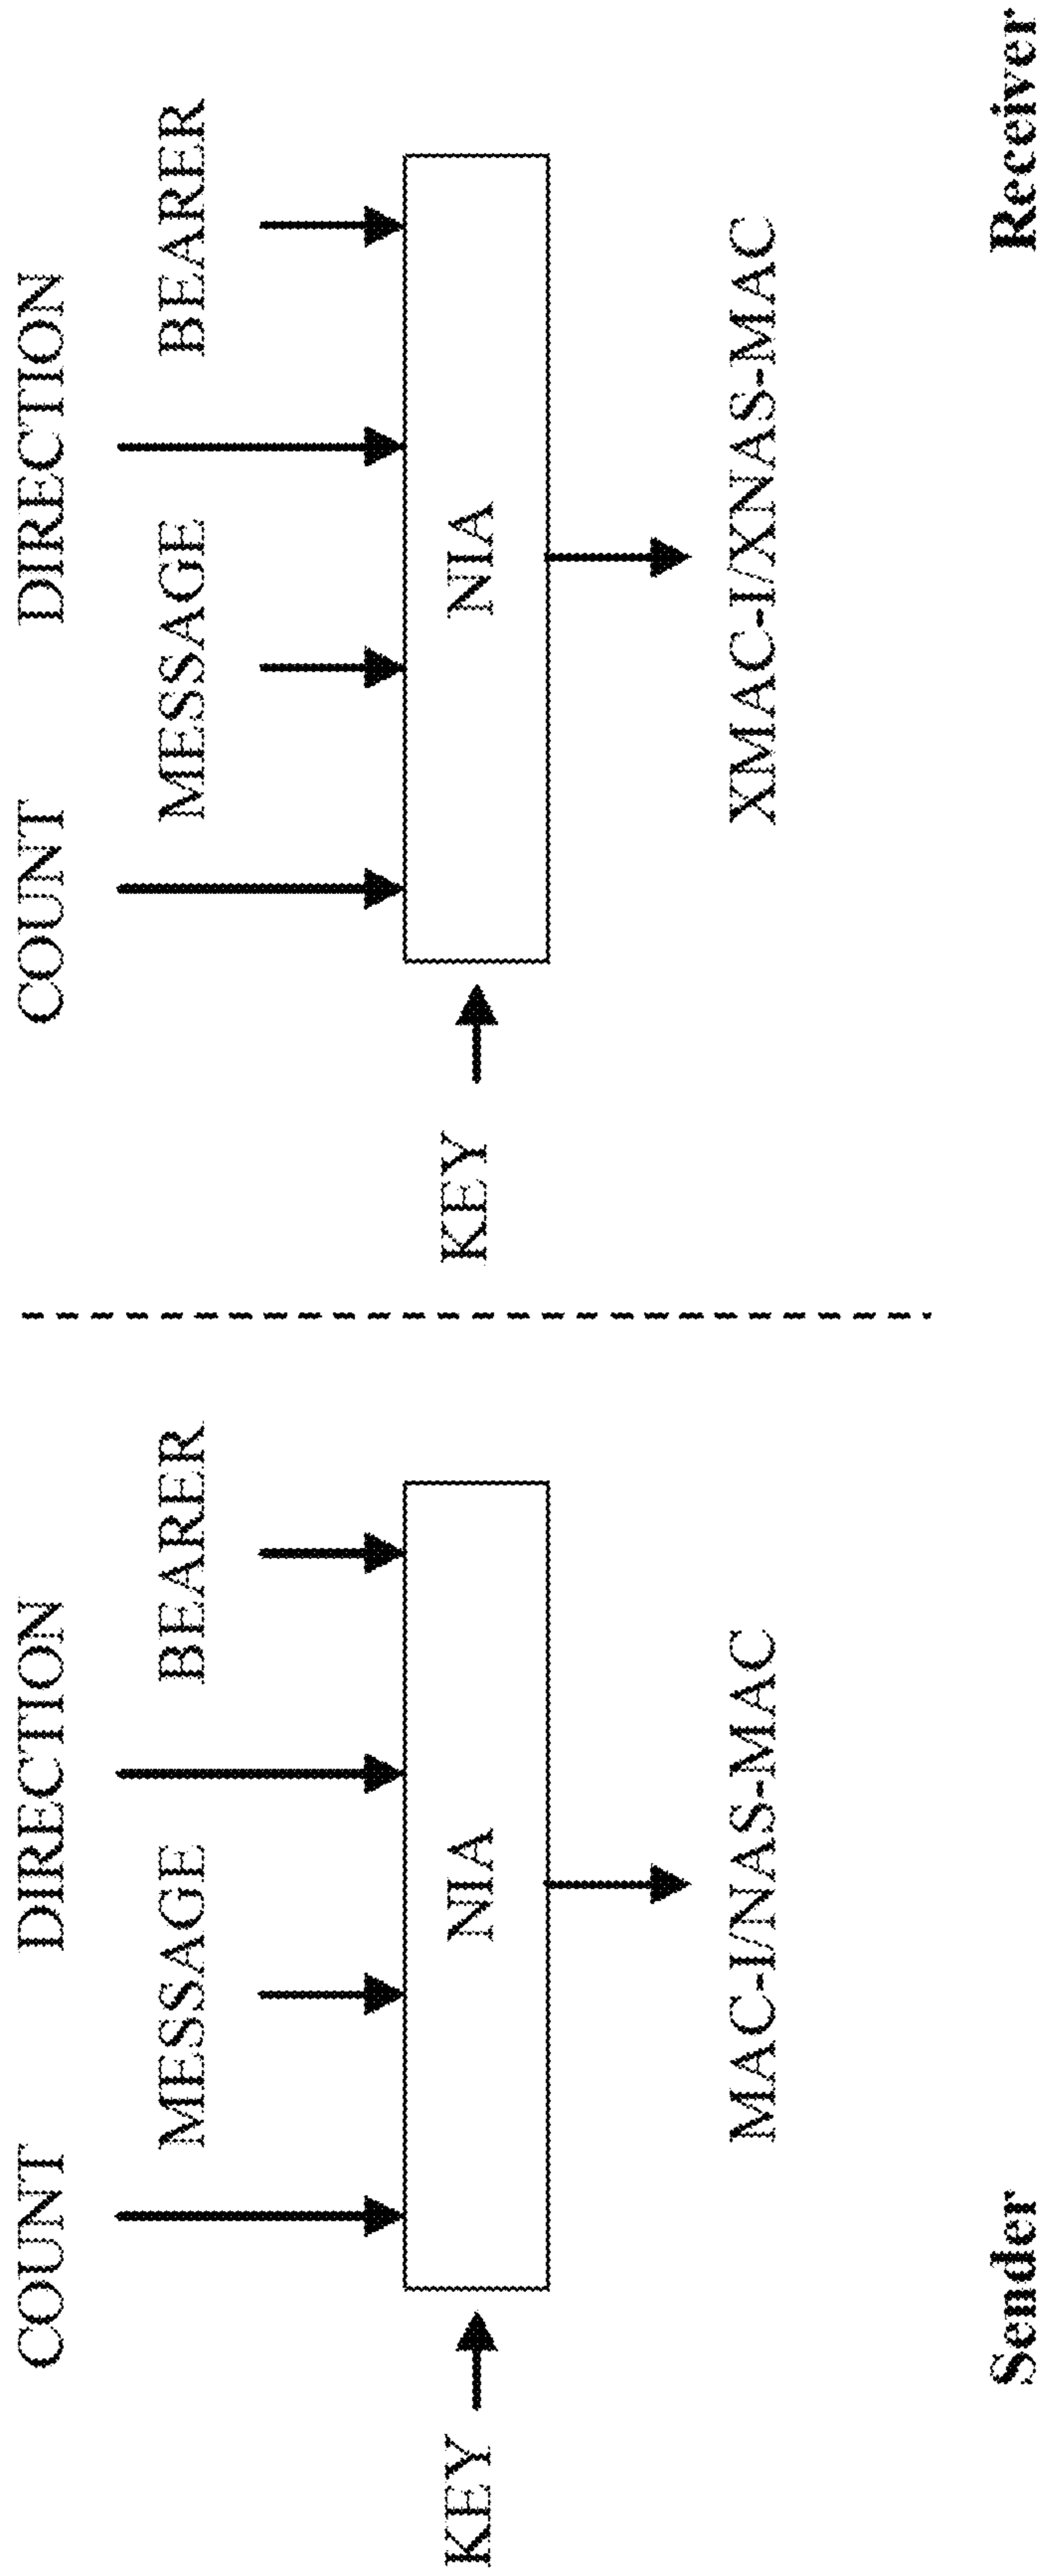 COUNT DIRECTION
MESSAGE BEARER
KEY NIA
MAC-I/NAS-MAC
Sender
COUNT DIRECTION
MESSAGE BEARER
KEY NIA
XMAC-I/XNAS-MAC
Receiver